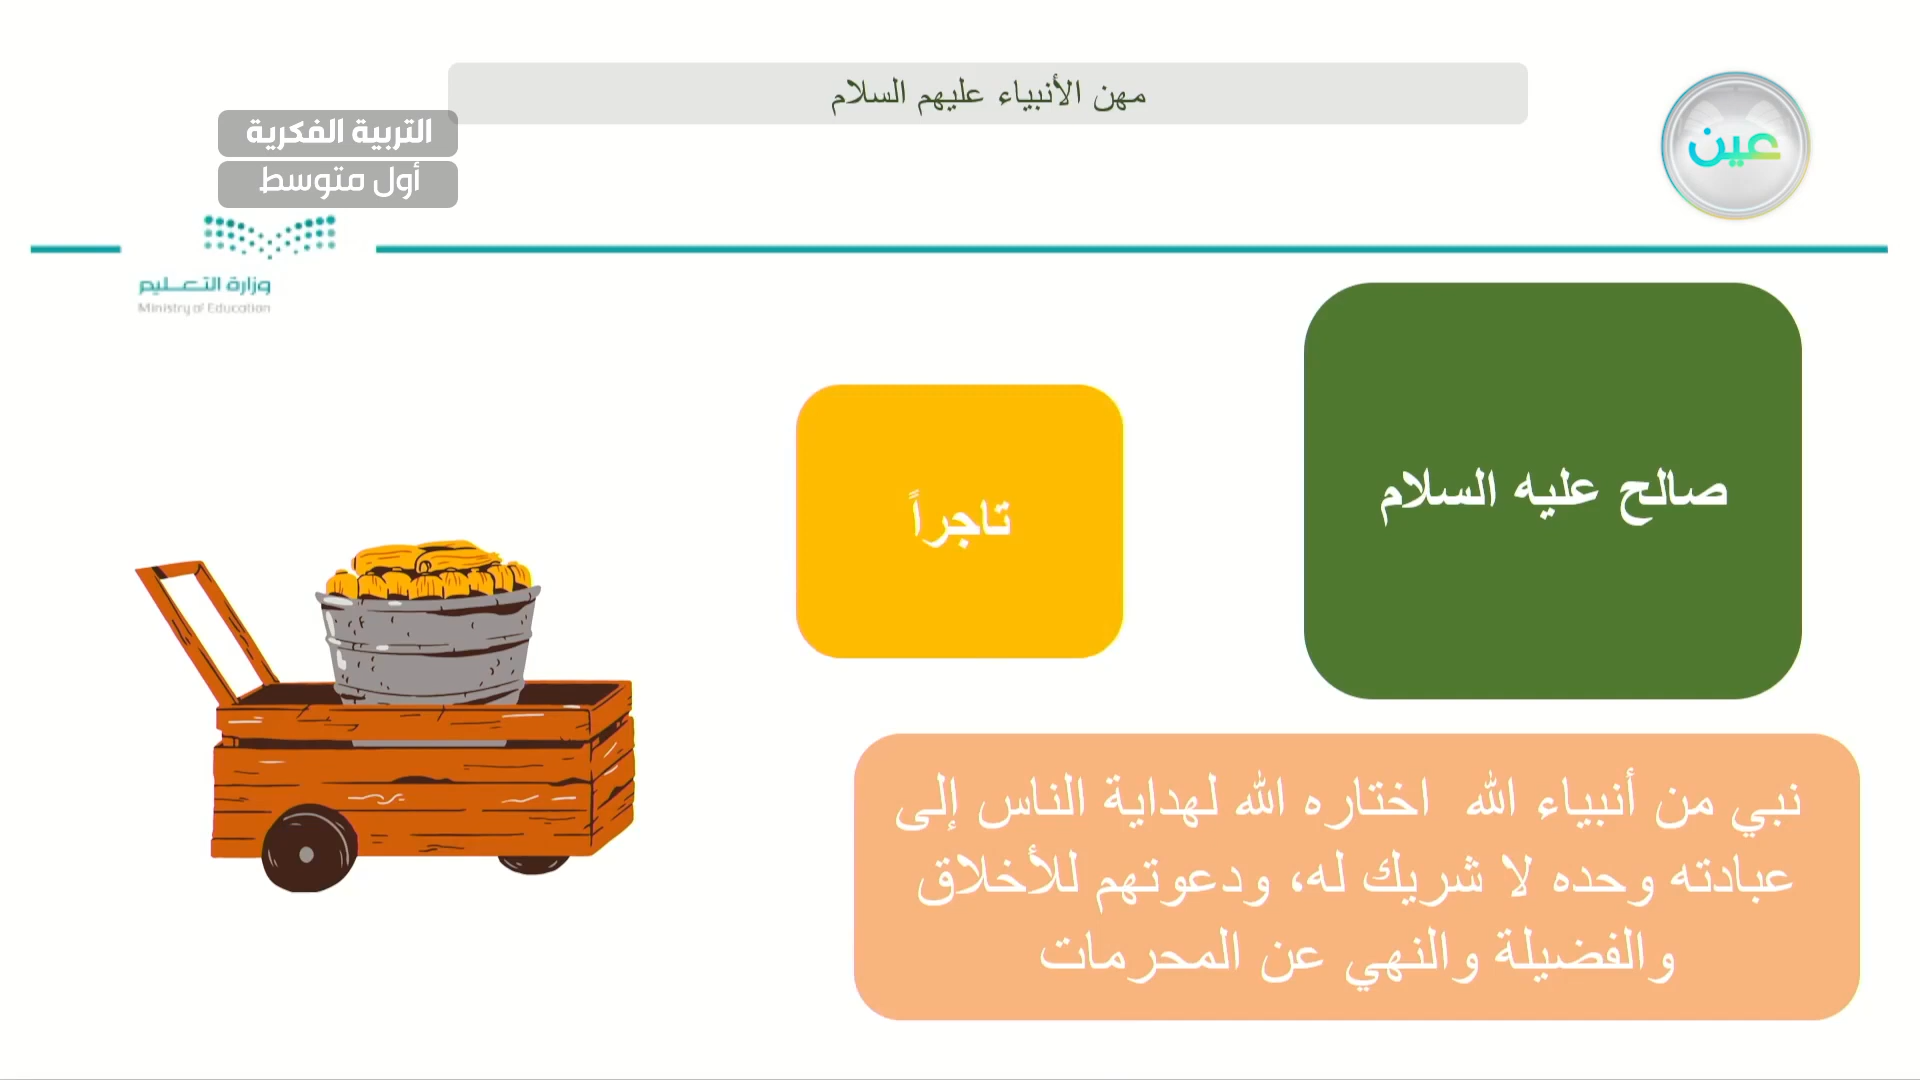 مهن الأنبياء عليهم السلام
عين
التربية الفكرية
أول متوسط
وزارة التعليم
Ministry of Education
صالح عليه السلام
تاجراً
نبي من أنبياء الله اختاره الله لهداية الناس إلى
عبادته وحده لا شريك له، ودعوتهم للأخلاق
والفضيلة والنهي عن المحرمات